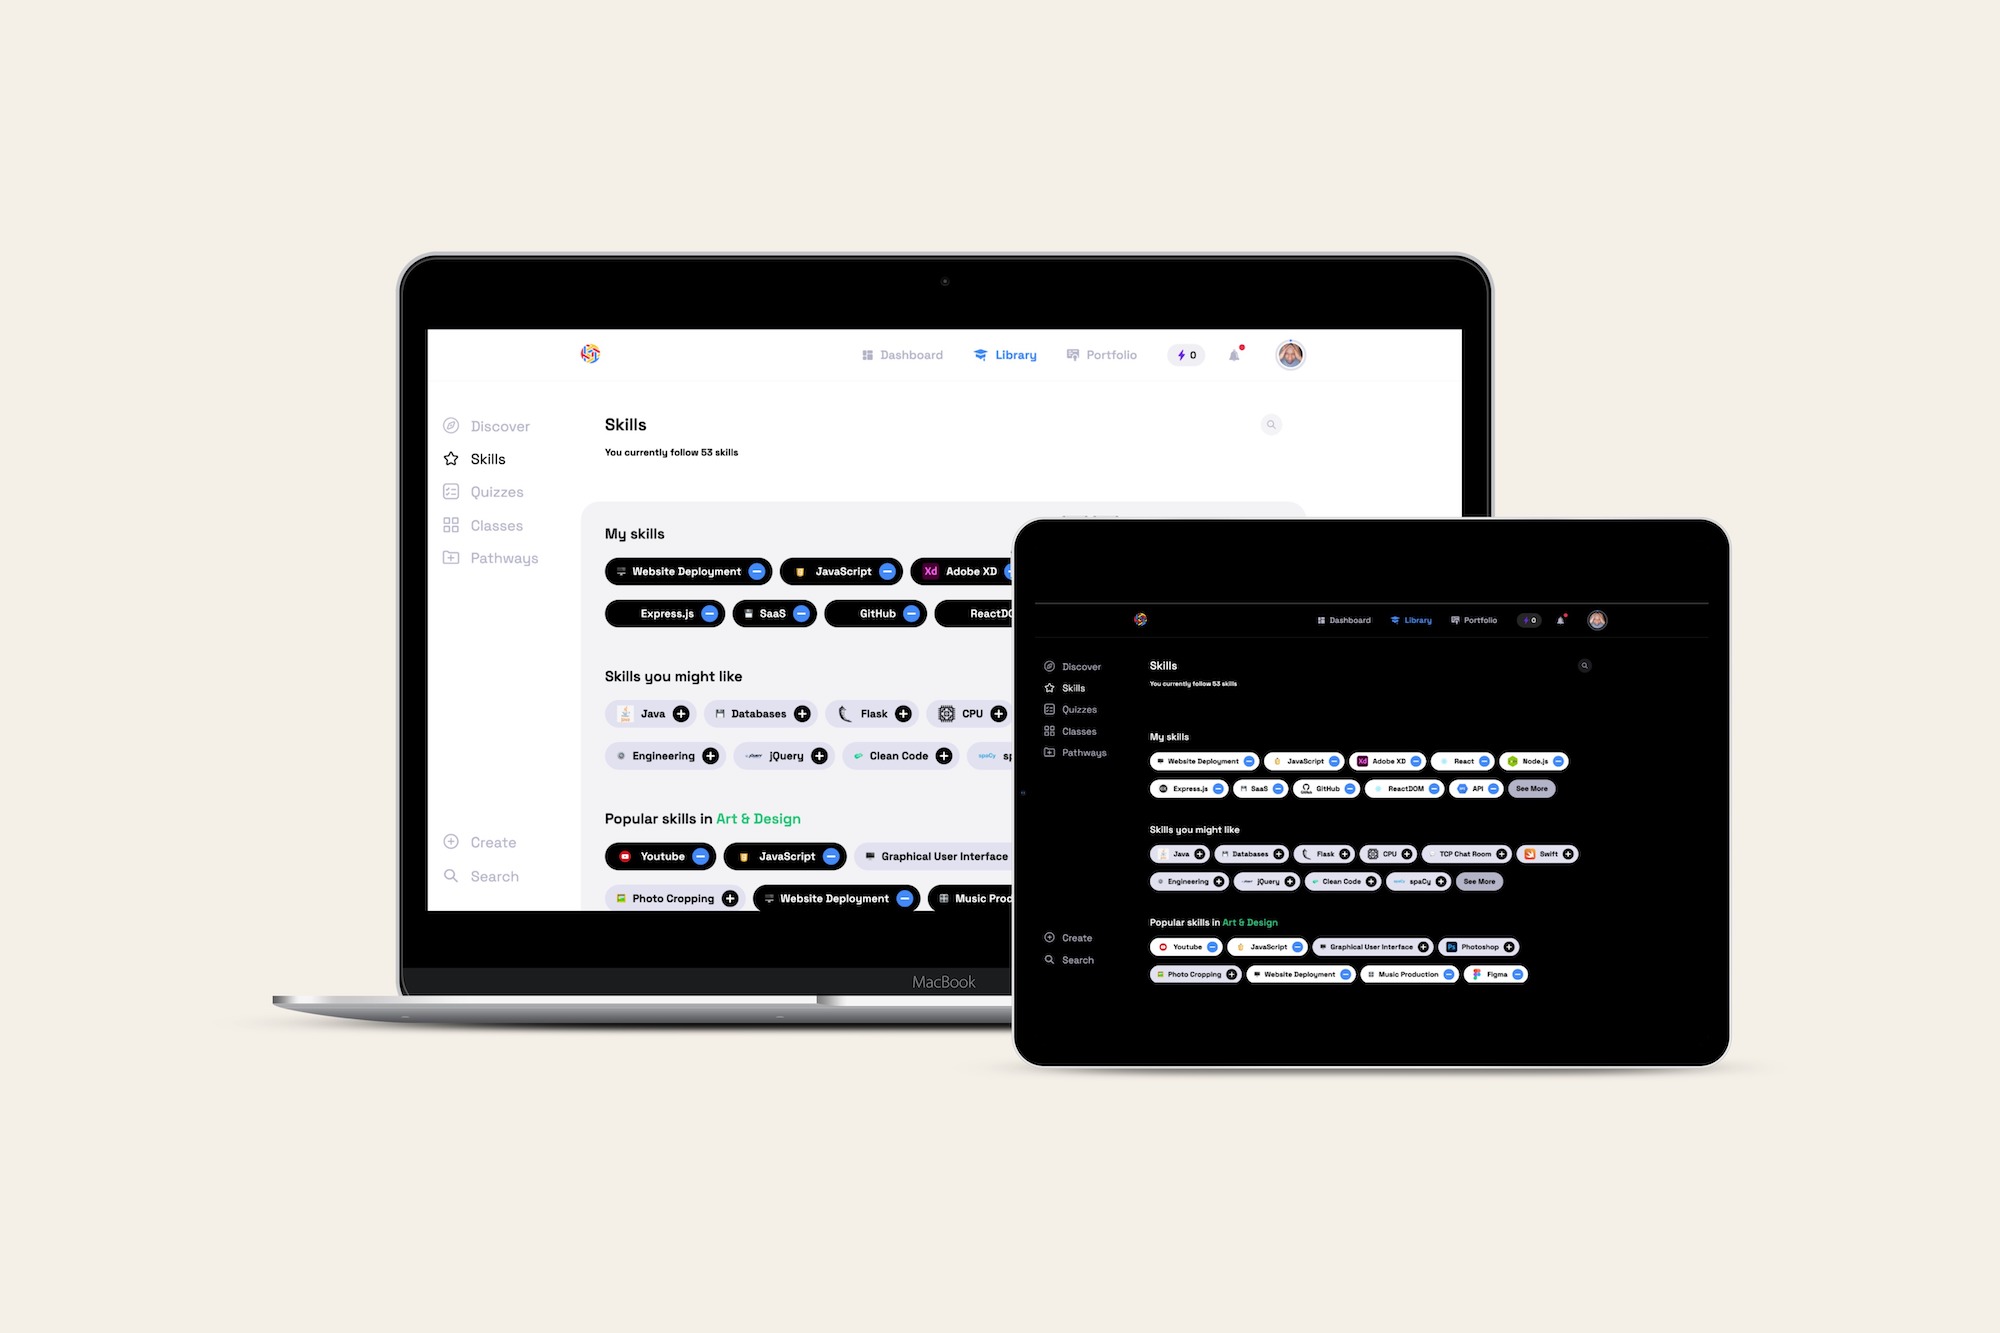 Dashboard Library Portfolio 0
Discover
Skills
Quizzes
Classes
Pathways
Create
Search
Skills
You currently follow 53 skills
My skills
Website Deployment JavaScript Xd Adobe XD
Express.js SaaS GitHub ReactDO
Skills you might like
Java Databases Flask CPU
Engineering jQuery Clean Code spaCy sp
Popular skills in Art & Design
Youtube JavaScript Graphical User Interface
Photo Cropping Website Deployment Music Proc
MacBook
Dashboard Library Portfolio 0
Discover
Skills
Quizzes
Classes
Pathways
Create
Search
Skills
You currently follow 53 skills
My skills
Website Deployment JavaScript Xd Adobe XD React Node.js
Express.js SaaS GitHub ReactDOM API See More
Skills you might like
Java Databases Flask CPU TCP Chat Room Swift
Engineering jQuery Clean Code spaCy See More
Popular skills in Art & Design
Youtube JavaScript Graphical User Interface Ps Photoshop
Photo Cropping Website Deployment Music Production Figma